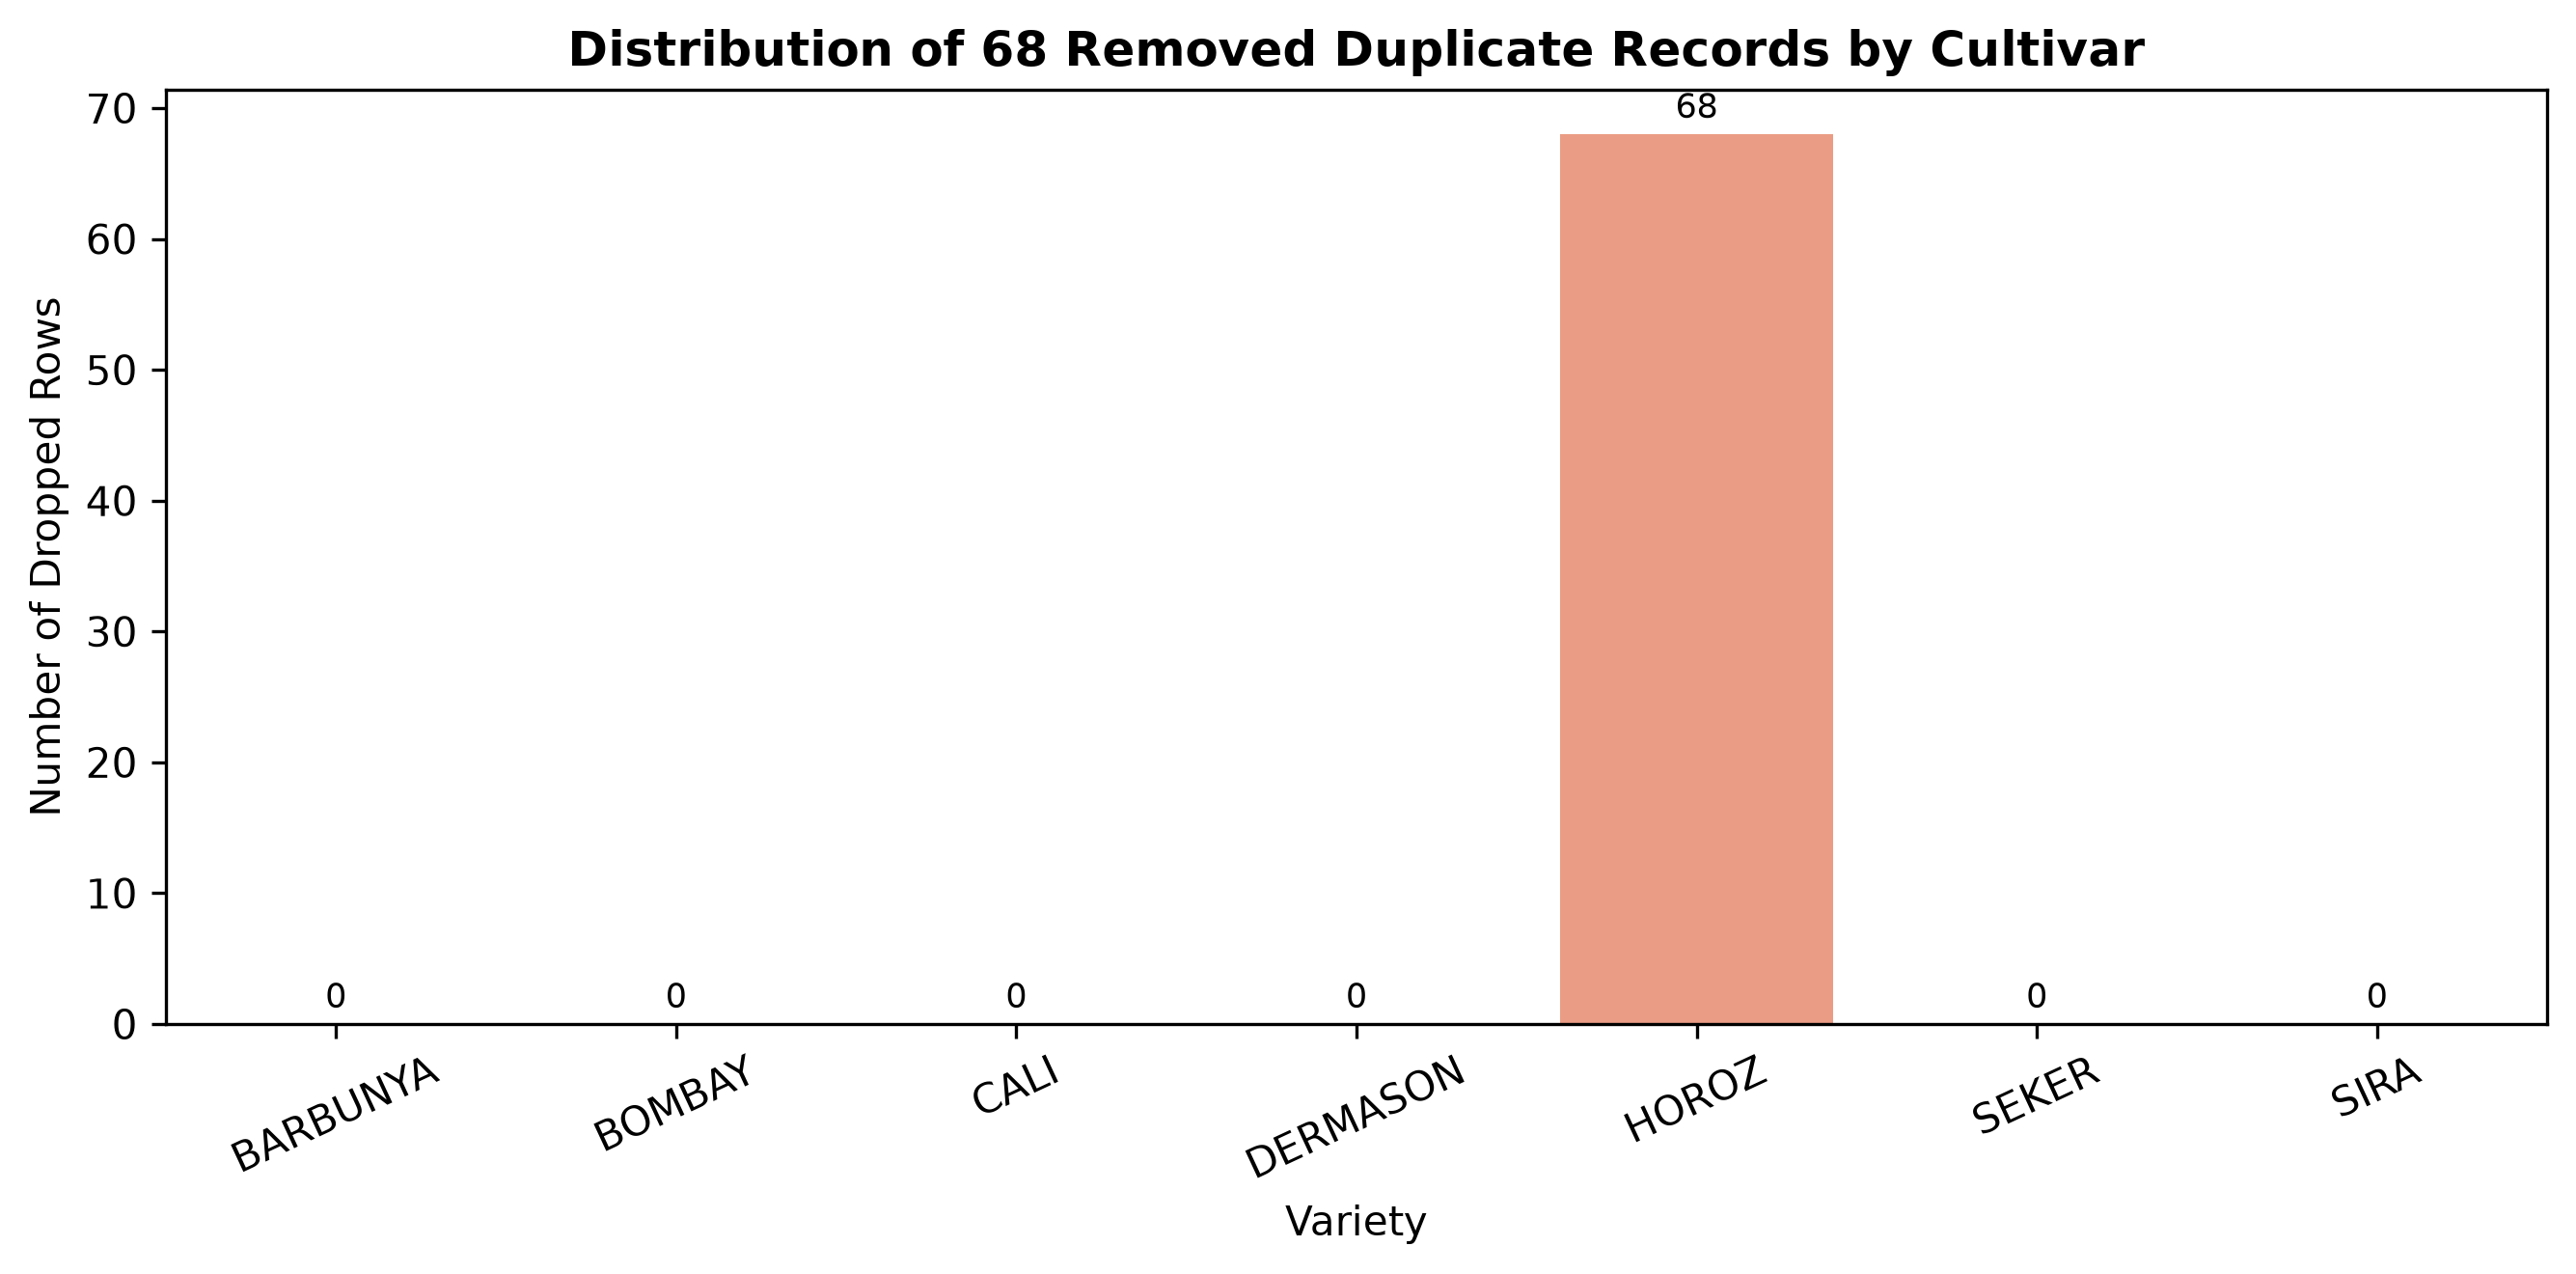 Distribution of 68 Removed Duplicate Records by Cultivar
Number of Dropped Rows
70
60
50
40
30
20
10
0
0
0
0
0
68
0
0
BARBUNYA
BOMBAY
CALI
DERMASON
HOROZ
SEKER
SIRA
Variety